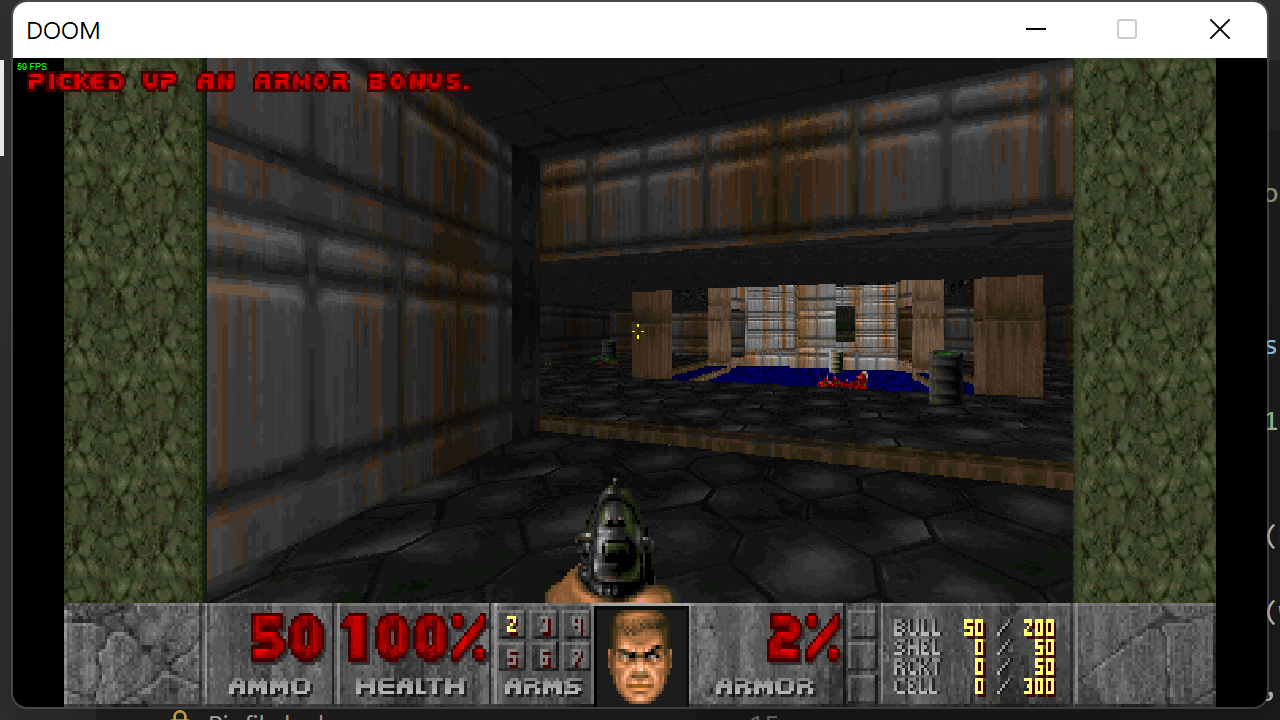 DOOM
59 FPS
PICKED UP AN ARMOR BONUS.
50 100% 2 3 4 2% BULL 50 / 200
5 6 7 SHEL 0 / 50
RCKT 0 / 50
AMMO HEALTH ARMS ARMOR CELL 0 / 300
15